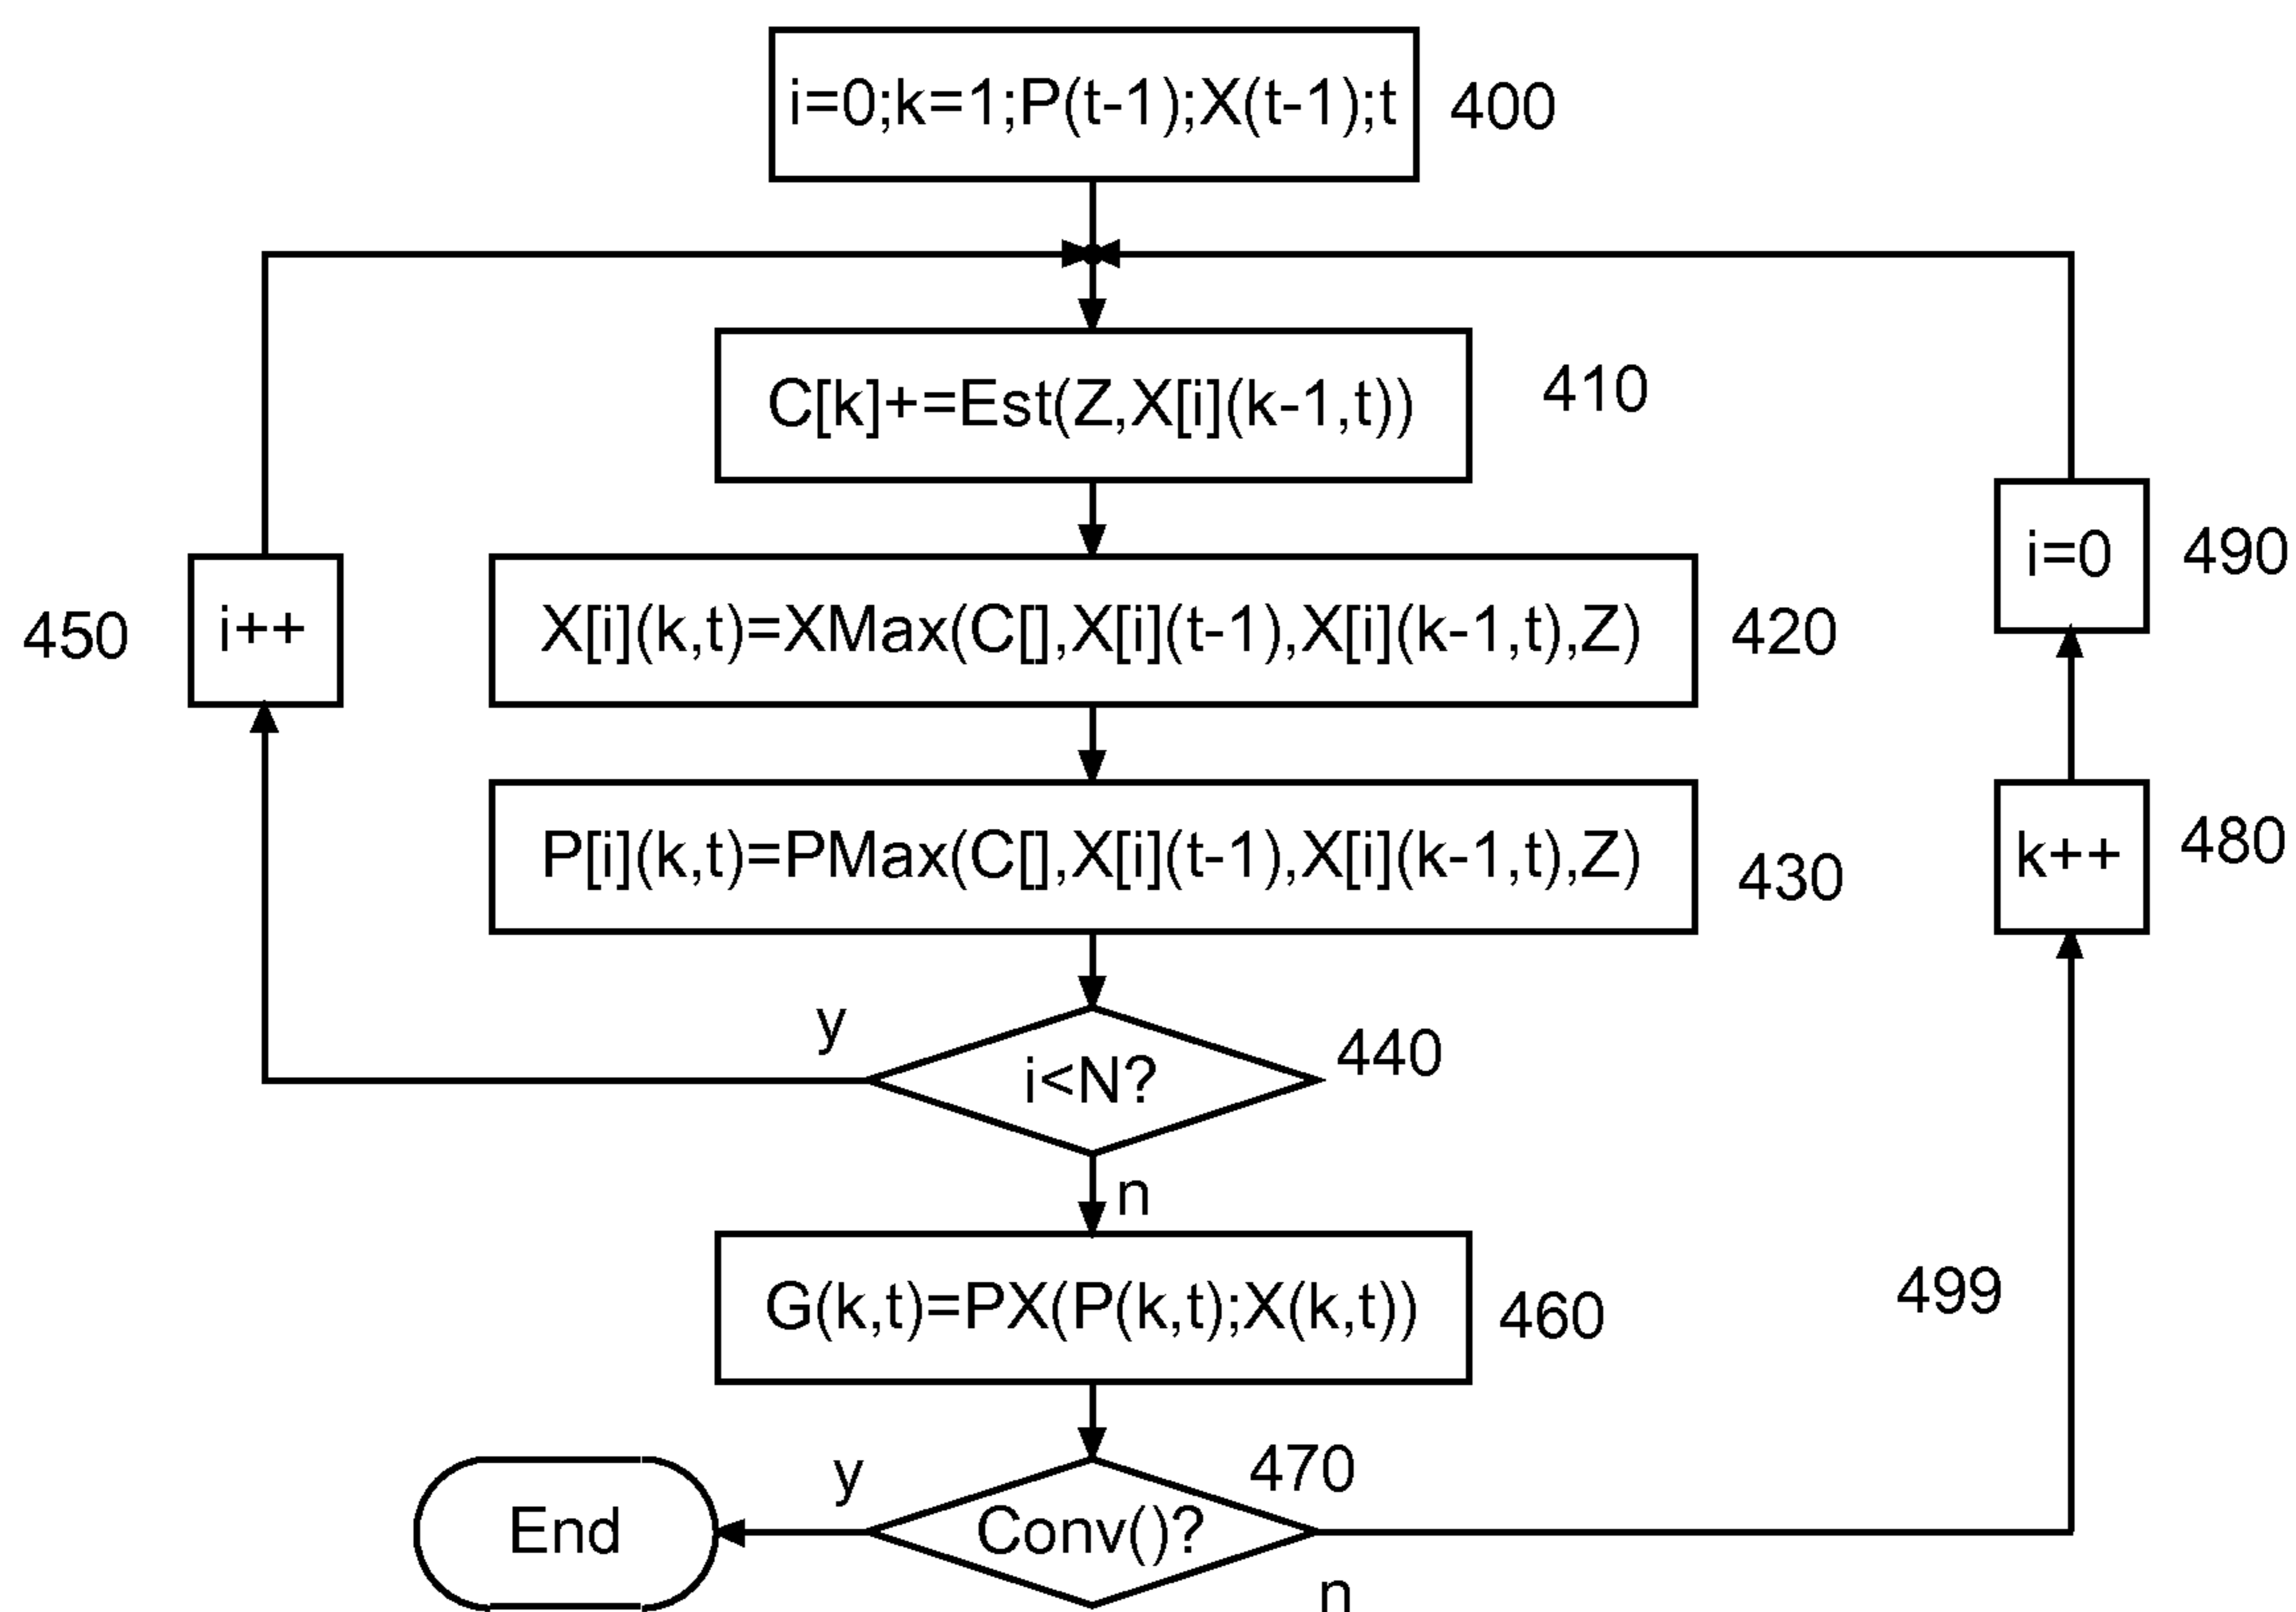 i=0;k=1;P(t-1);X(t-1);t
400
C[k]+=Est(Z,X[i](k-1,t))
410
i=0
490
450
i++
X[i](k,t)=XMax(C[],X[i](t-1),X[i](k-1,t),Z)
420
P[i](k,t)=PMax(C[],X[i](t-1),X[i](k-1,t),Z)
430
k++
480
y
i<N?
440
n
G(k,t)=PX(P(k,t);X(k,t))
460
499
End
y
Conv()?
470
n